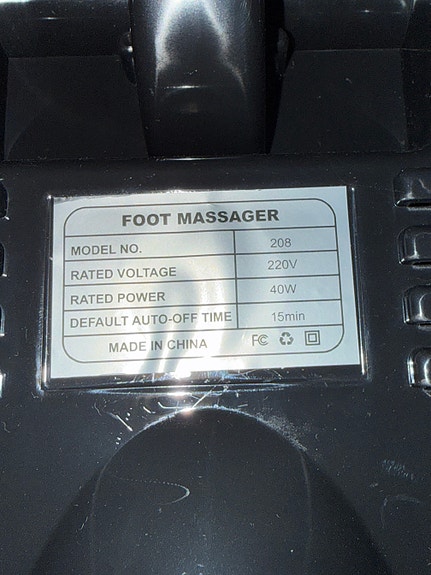 FOOT MASSAGER
MODEL NO. 208
RATED VOLTAGE 220V
RATED POWER 40W
DEFAULT AUTO-OFF TIME 15min
MADE IN CHINA FC